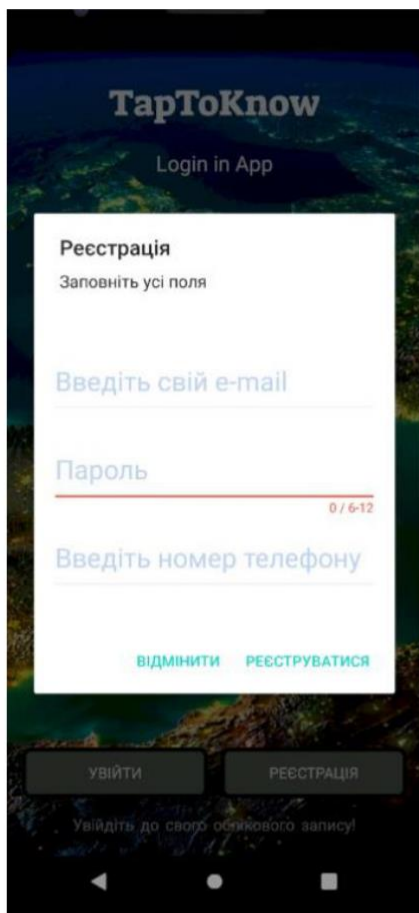 TapToKnow
Login in App
Реєстрація
Заповніть усі поля
Введіть свій e-mail
Пароль
0 / 6-12
Введіть номер телефону
ВІДМІНИТИ РЕЄСТРУВАТИСЯ
УВІЙТИ РЕЄСТРАЦІЯ
Увійдіть до свого облікового запису!